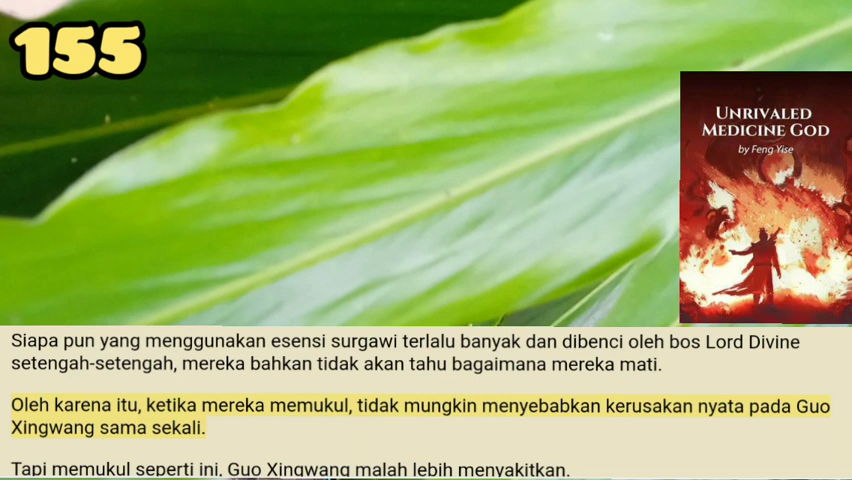 155
UNRIVALED
MEDICINE GOD
by Feng Yise
Siapa pun yang menggunakan esensi surgawi terlalu banyak dan dibenci oleh bos Lord Divine
setengah-setengah, mereka bahkan tidak akan tahu bagaimana mereka mati.
Oleh karena itu, ketika mereka memukul, tidak mungkin menyebabkan kerusakan nyata pada Guo
Xingwang sama sekali.
Tapi memukul seperti ini, Guo Xingwang malah lebih menyakitkan.